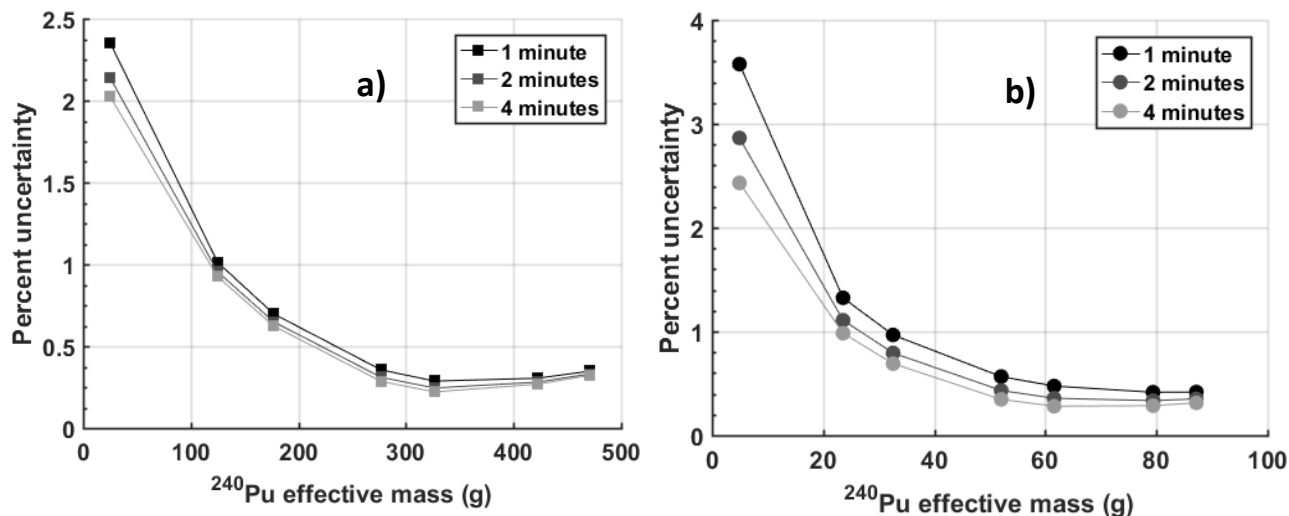 a)
1 minute
2 minutes
4 minutes
Percent uncertainty
2.5
2
1.5
1
0.5
0
0 100 200 300 400 500
²⁴⁰Pu effective mass (g)
b)
1 minute
2 minutes
4 minutes
Percent uncertainty
4
3
2
1
0
0 20 40 60 80 100
²⁴⁰Pu effective mass (g)